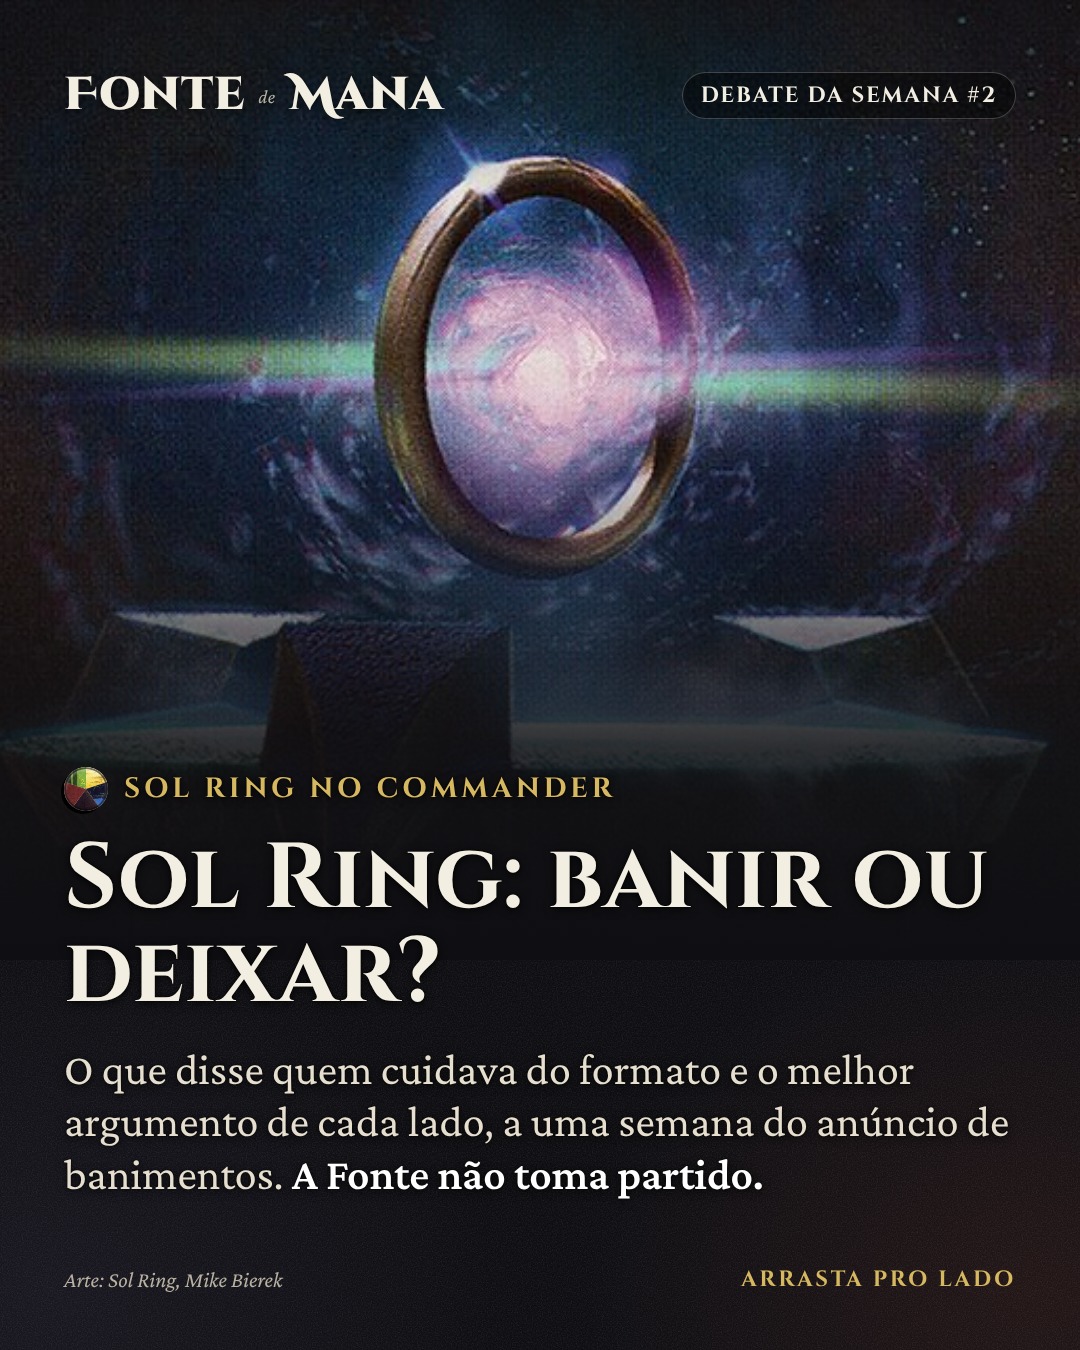 Fonte de Mana
DEBATE DA SEMANA #2
SOL RING NO COMMANDER
Sol Ring: banir ou
deixar?
O que disse quem cuidava do formato e o melhor
argumento de cada lado, a uma semana do anúncio de
banimentos. A Fonte não toma partido.
Arte: Sol Ring, Mike Bierek
ARRASTA PRO LADO